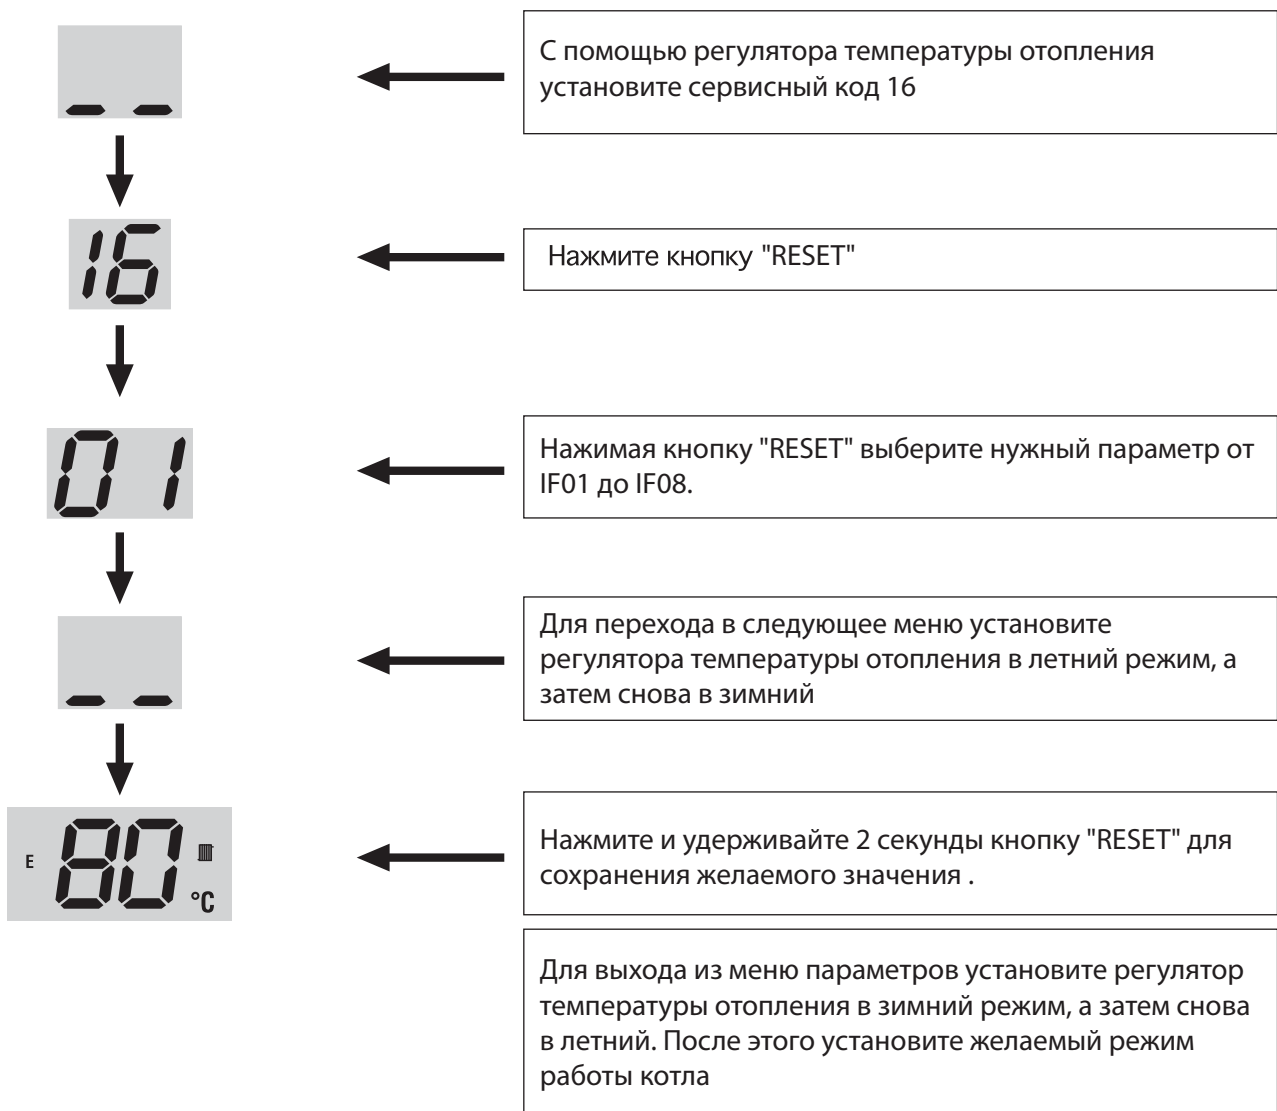 С помощью регулятора температуры отопления
установите сервисный код 16
16
Нажмите кнопку "RESET"
01
Нажимая кнопку "RESET" выберите нужный параметр от
IF01 до IF08.
Для перехода в следующее меню установите
регулятора температуры отопления в летний режим, а
затем снова в зимний
E 80 °C
Нажмите и удерживайте 2 секунды кнопку "RESET" для
сохранения желаемого значения .
Для выхода из меню параметров установите регулятор
температуры отопления в зимний режим, а затем снова
в летний. После этого установите желаемый режим
работы котла